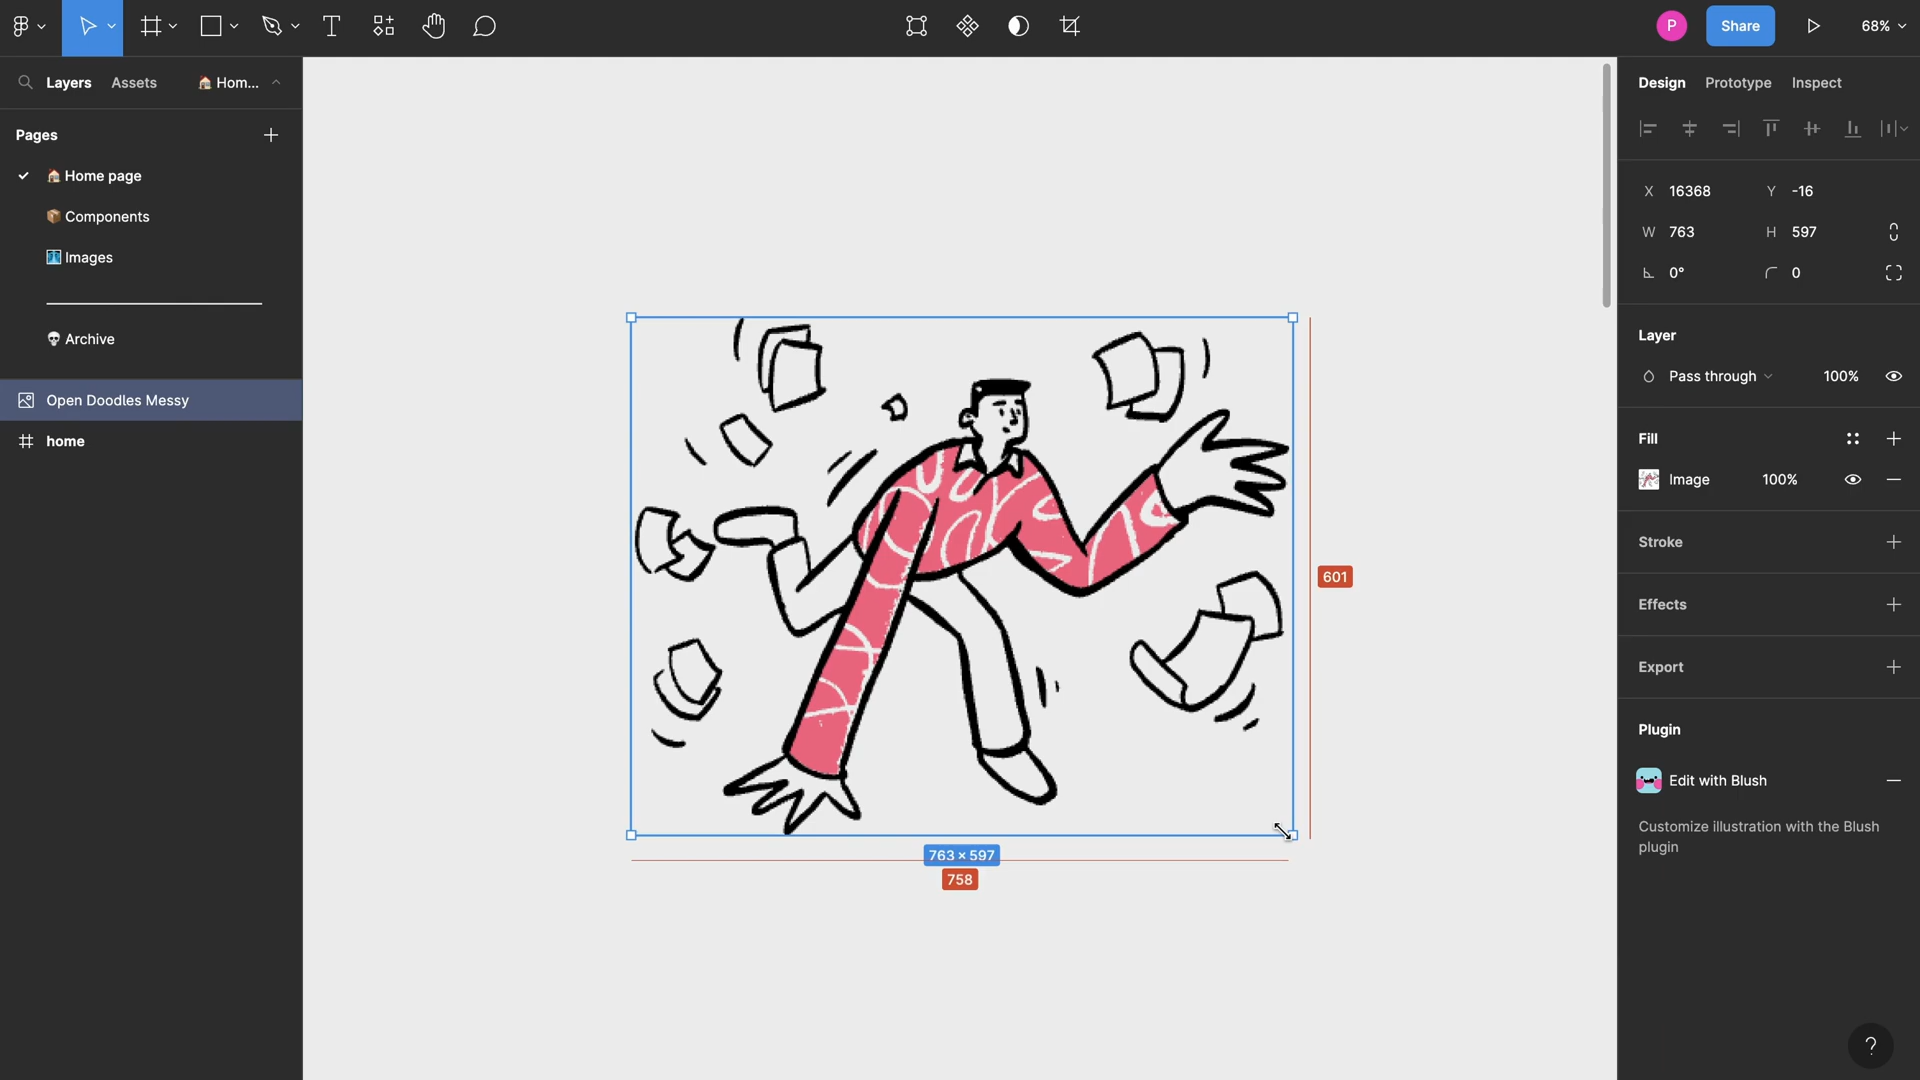 P
Share
68%
Layers
Assets
Hom...
Design
Prototype
Inspect
Pages
Home page
Components
Images
Archive
Open Doodles Messy
home
X 16368 Y -16
W 763 H 597
0° 0
Layer
Pass through 100%
Fill
Image 100%
Stroke
Effects
Export
Plugin
Edit with Blush
Customize illustration with the Blush
plugin
601
763 × 597
758
?